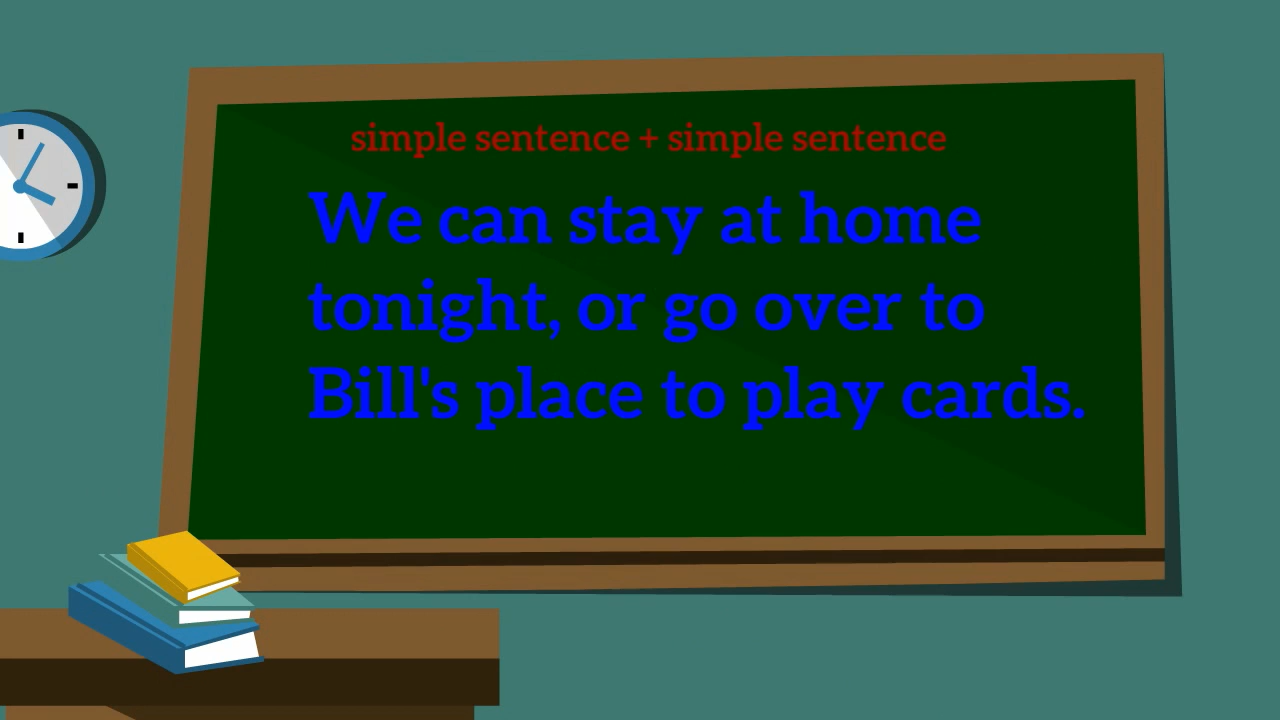 simple sentence + simple sentence
We can stay at home
tonight, or go over to
Bill's place to play cards.